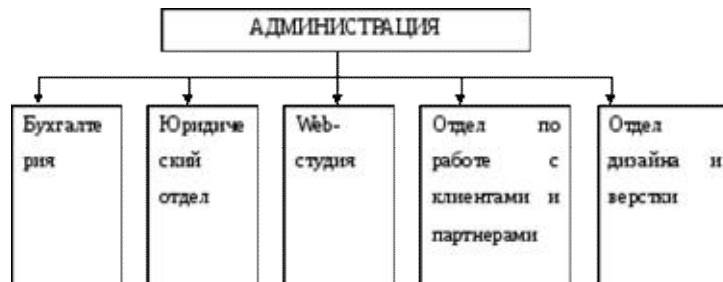 АДМИНИСТРАЦИЯ
Бухгалте
рия
Юридиче
ский
отдел
Web-
студия
Отдел по
работе с
клиентами и
партнерами
Отдел
дизайна и
верстки